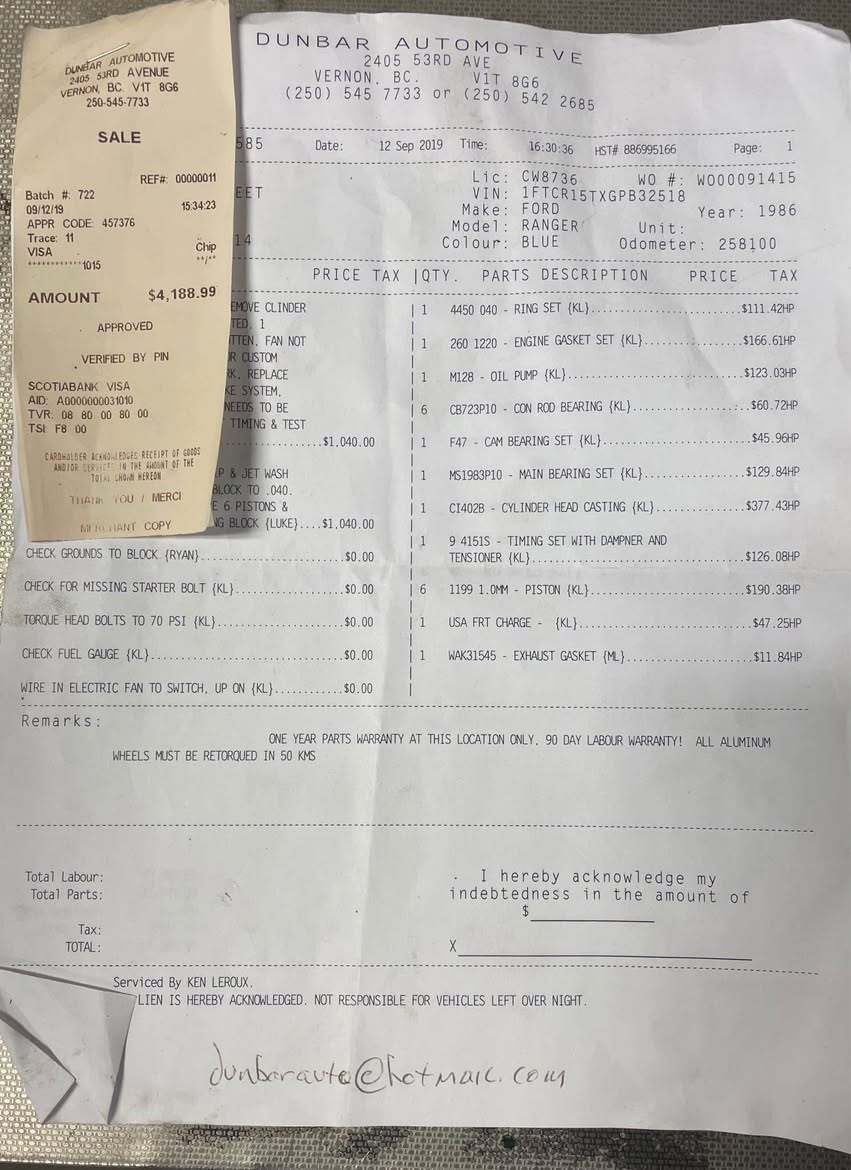 DUNBAR AUTOMOTIVE
2405 53RD AVENUE
VERNON, BC. V1T 8G6
250-545-7733
SALE
REF#: 00000011
Batch #: 722
09/12/19 15:34:23
APPR CODE: 457376
Trace: 11
VISA Chip
************1015 **/**
AMOUNT $4,188.99
APPROVED
VERIFIED BY PIN
SCOTIABANK VISA
AID: A0000000031010
TVR: 08 80 00 80 00
TSI: F8 00
CARDHOLDER ACKNOWLEDGES RECEIPT OF GOODS
AND/OR SERVICES IN THE AMOUNT OF THE
TOTAL SHOWN HEREON
THANK YOU / MERCI
MERCHANT COPY
DUNBAR AUTOMOTIVE
2405 53RD AVE
VERNON, BC. V1T 8G6
(250) 545 7733 or (250) 542 2685
585 Date: 12 Sep 2019 Time: 16:30:36 HST# 886995166 Page: 1
Lic: CW8736 WO #: WO00091415
EET VIN: 1FTCR15TXGPB32518
Make: FORD Year: 1986
Model: RANGER Unit:
14 Colour: BLUE Odometer: 258100
PRICE TAX |QTY. PARTS DESCRIPTION PRICE TAX
EMOVE CLINDER
TED, 1
TTEN, FAN NOT
R CUSTOM
RK, REPLACE
KE SYSTEM,
NEEDS TO BE
TIMING & TEST
$1,040.00
P & JET WASH
BLOCK TO .040.
E 6 PISTONS &
NG BLOCK {LUKE}....$1,040.00
CHECK GROUNDS TO BLOCK {RYAN}......................$0.00
CHECK FOR MISSING STARTER BOLT {KL}................$0.00
TORQUE HEAD BOLTS TO 70 PSI {KL}...................$0.00
CHECK FUEL GAUGE {KL}..............................$0.00
WIRE IN ELECTRIC FAN TO SWITCH, UP ON {KL}.........$0.00
1 4450 040 - RING SET {KL}.......................$111.42HP
1 260 1220 - ENGINE GASKET SET {KL}..............$166.61HP
1 M128 - OIL PUMP {KL}...........................$123.03HP
6 CB723P10 - CON ROD BEARING {KL}................$60.72HP
1 F47 - CAM BEARING SET {KL}.....................$45.96HP
1 MS1983P10 - MAIN BEARING SET {KL}..............$129.84HP
1 CI402B - CYLINDER HEAD CASTING {KL}............$377.43HP
1 9 4151S - TIMING SET WITH DAMPNER AND
TENSIONER {KL}...................................$126.08HP
6 1199 1.0MM - PISTON {KL}.......................$190.38HP
1 USA FRT CHARGE - {KL}..........................$47.25HP
1 WAK31545 - EXHAUST GASKET {ML}.................$11.84HP
Remarks:
ONE YEAR PARTS WARRANTY AT THIS LOCATION ONLY. 90 DAY LABOUR WARRANTY! ALL ALUMINUM
WHEELS MUST BE RETORQUED IN 50 KMS
Total Labour:
Total Parts:
Tax:
TOTAL:
I hereby acknowledge my
indebtedness in the amount of
$
X
Serviced By KEN LEROUX.
LIEN IS HEREBY ACKNOWLEDGED. NOT RESPONSIBLE FOR VEHICLES LEFT OVER NIGHT.
dunbarauto@hotmail.com